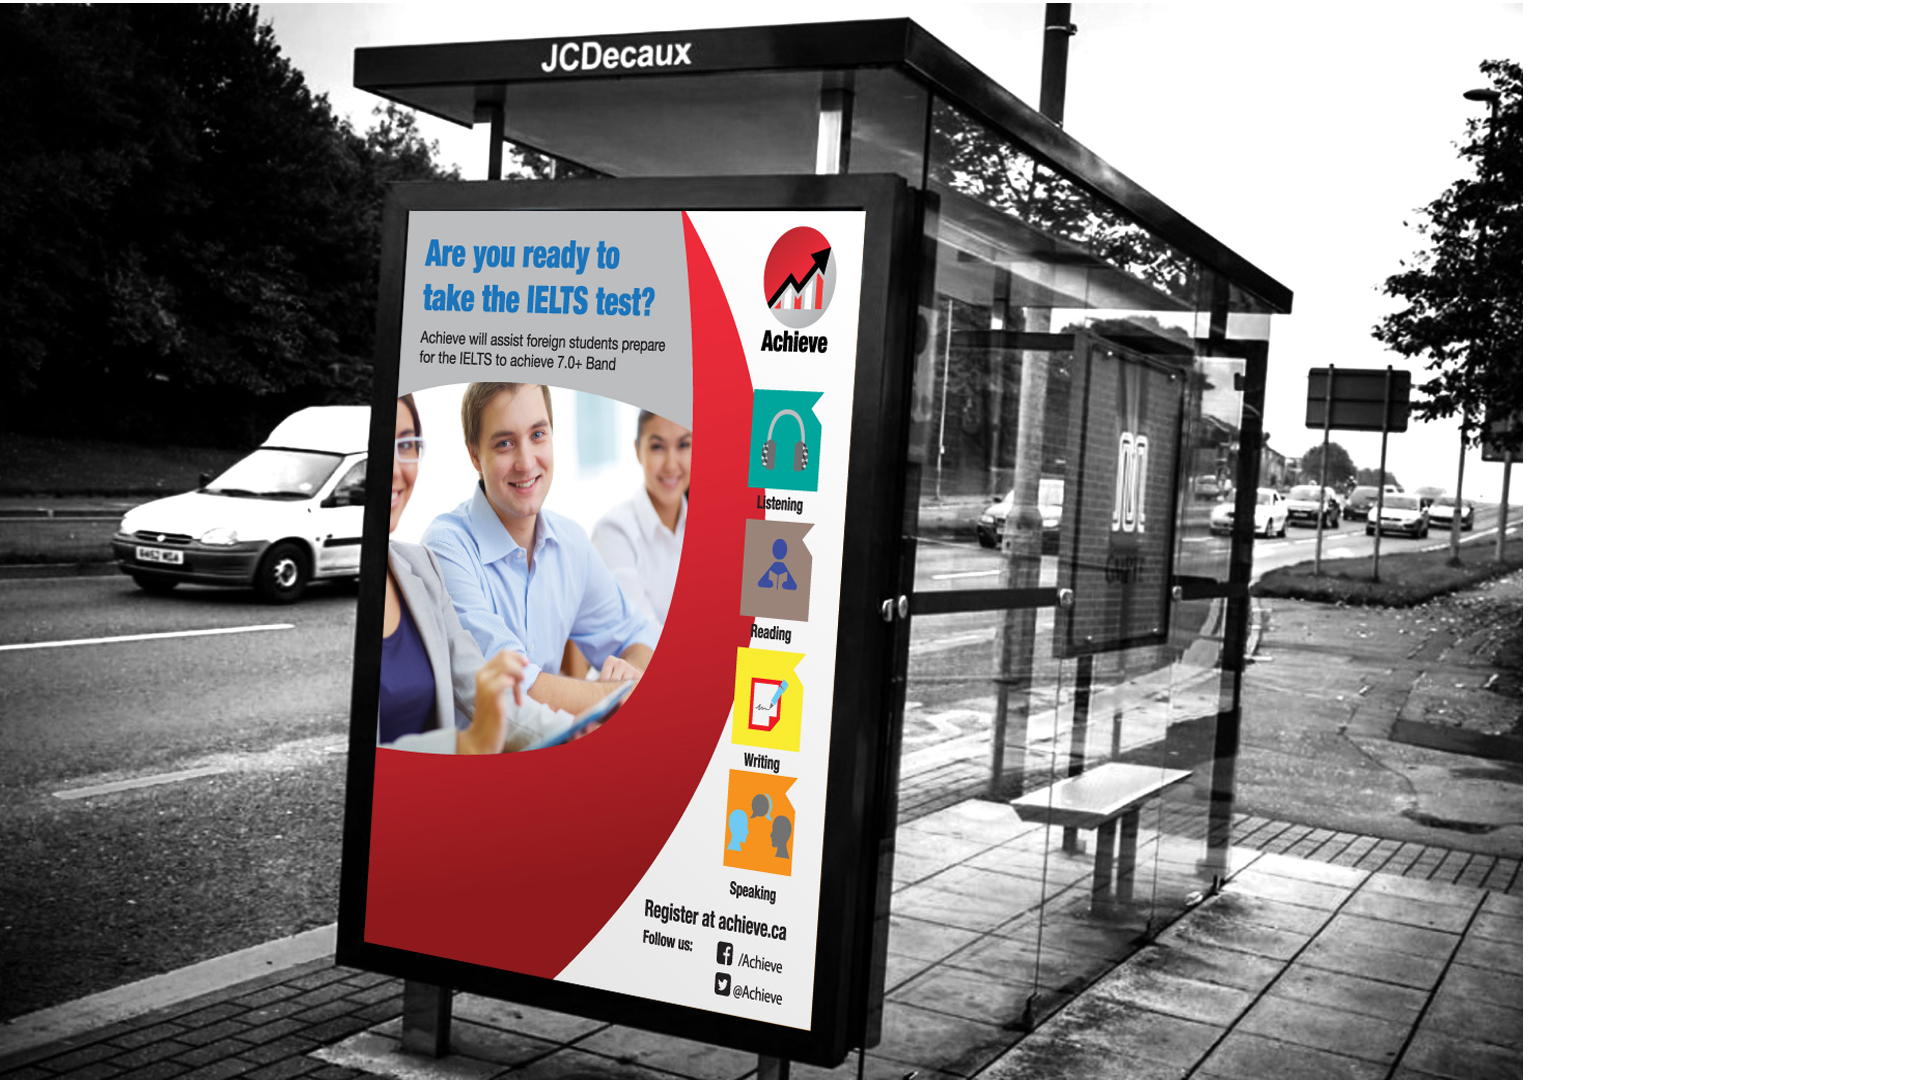 JCDecaux
Are you ready to
take the IELTS test?
Achieve will assist foreign students prepare
for the IELTS to achieve 7.0+ Band
Achieve
Listening
Reading
Writing
Speaking
Register at achieve.ca
Follow us:
/Achieve
@Achieve